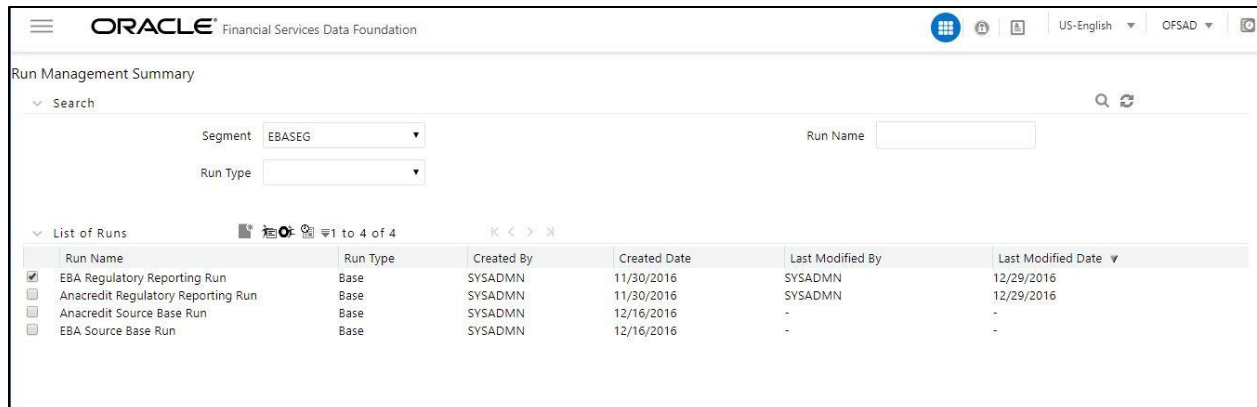 ORACLE® Financial Services Data Foundation
US-English
OFSAD
Run Management Summary
Search
Segment EBASEG
Run Name
Run Type
List of Runs 1 to 4 of 4
Run Name Run Type Created By Created Date Last Modified By Last Modified Date
EBA Regulatory Reporting Run Base SYSADMN 11/30/2016 SYSADMN 12/29/2016
Anacredit Regulatory Reporting Run Base SYSADMN 11/30/2016 SYSADMN 12/29/2016
Anacredit Source Base Run Base SYSADMN 12/16/2016 - -
EBA Source Base Run Base SYSADMN 12/16/2016 - -